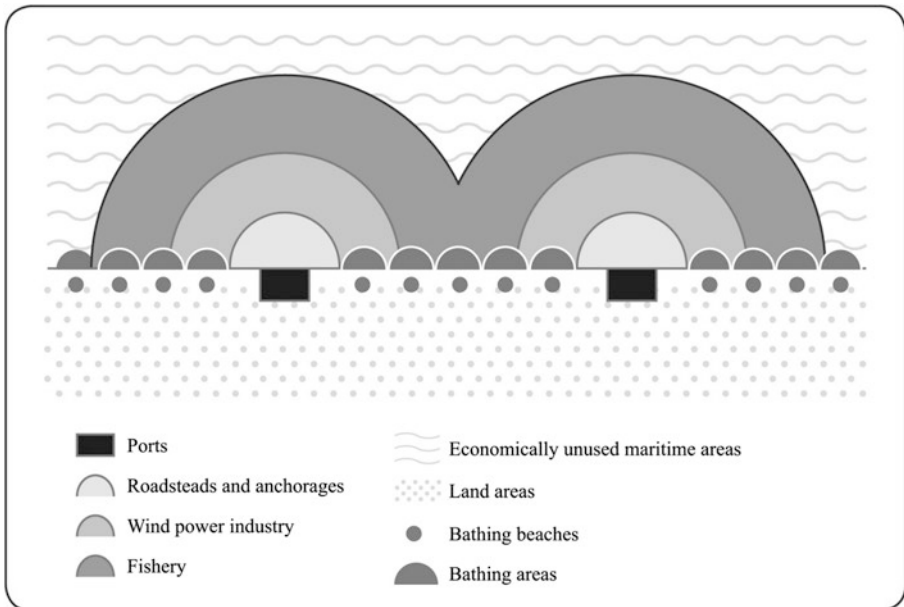 Ports
Roadsteads and anchorages
Wind power industry
Fishery
Economically unused maritime areas
Land areas
Bathing beaches
Bathing areas